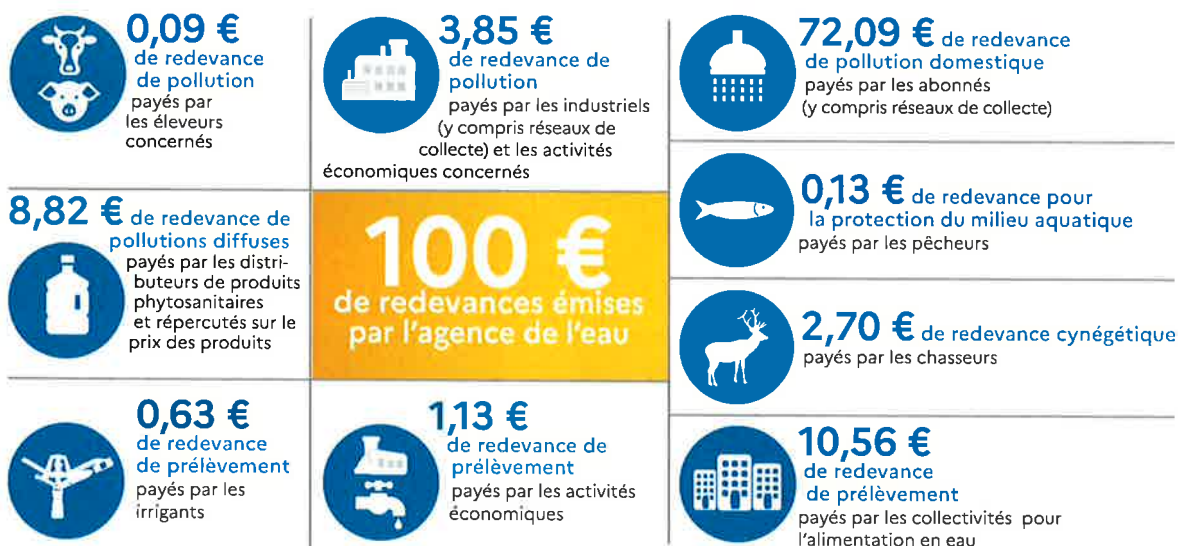 0,09 €
de redevance
de pollution
payés par
les éleveurs
concernés
3,85 €
de redevance de
pollution
payés par les industriels
(y compris réseaux de
collecte) et les activités
économiques concernés
72,09 € de redevance
de pollution domestique
payés par les abonnés
(y compris réseaux de collecte)
8,82 € de redevance de
pollutions diffuses
payés par les distri-
buteurs de produits
phytosanitaires
et répercutés sur le
prix des produits
100 €
de redevances émises
par l'agence de l'eau
0,13 € de redevance pour
la protection du milieu aquatique
payés par les pêcheurs
2,70 € de redevance cynégétique
payés par les chasseurs
0,63 €
de redevance
de prélèvement
payés par les
irrigants
1,13 €
de redevance de
prélèvement
payés par les activités
économiques
10,56 €
de redevance
de prélèvement
payés par les collectivités pour
l'alimentation en eau